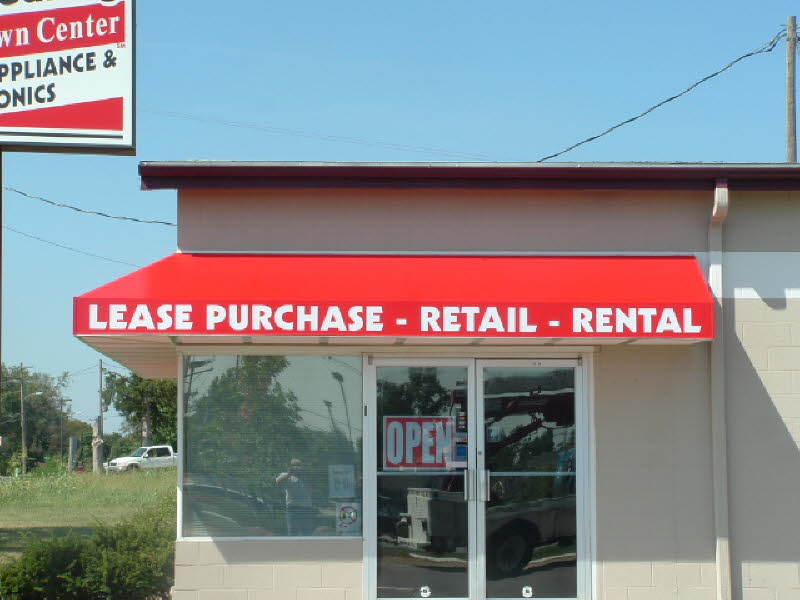 wn Center
PPLIANCE &
ONICS
LEASE PURCHASE - RETAIL - RENTAL
OPEN